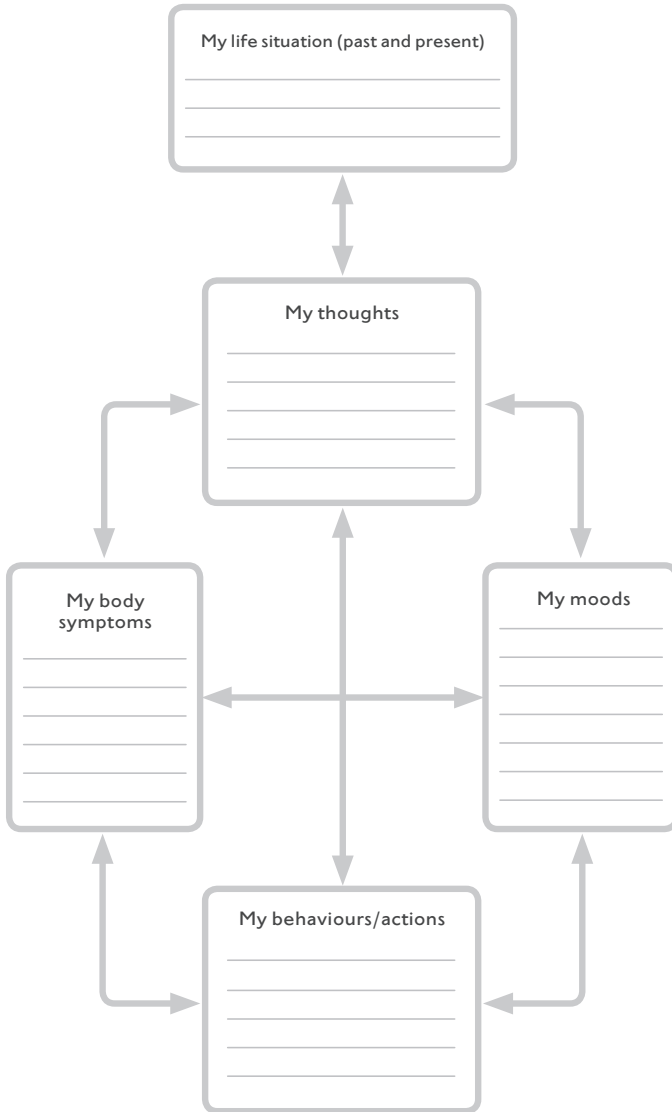 My life situation (past and present)
My thoughts
My body
symptoms
My moods
My behaviours/actions